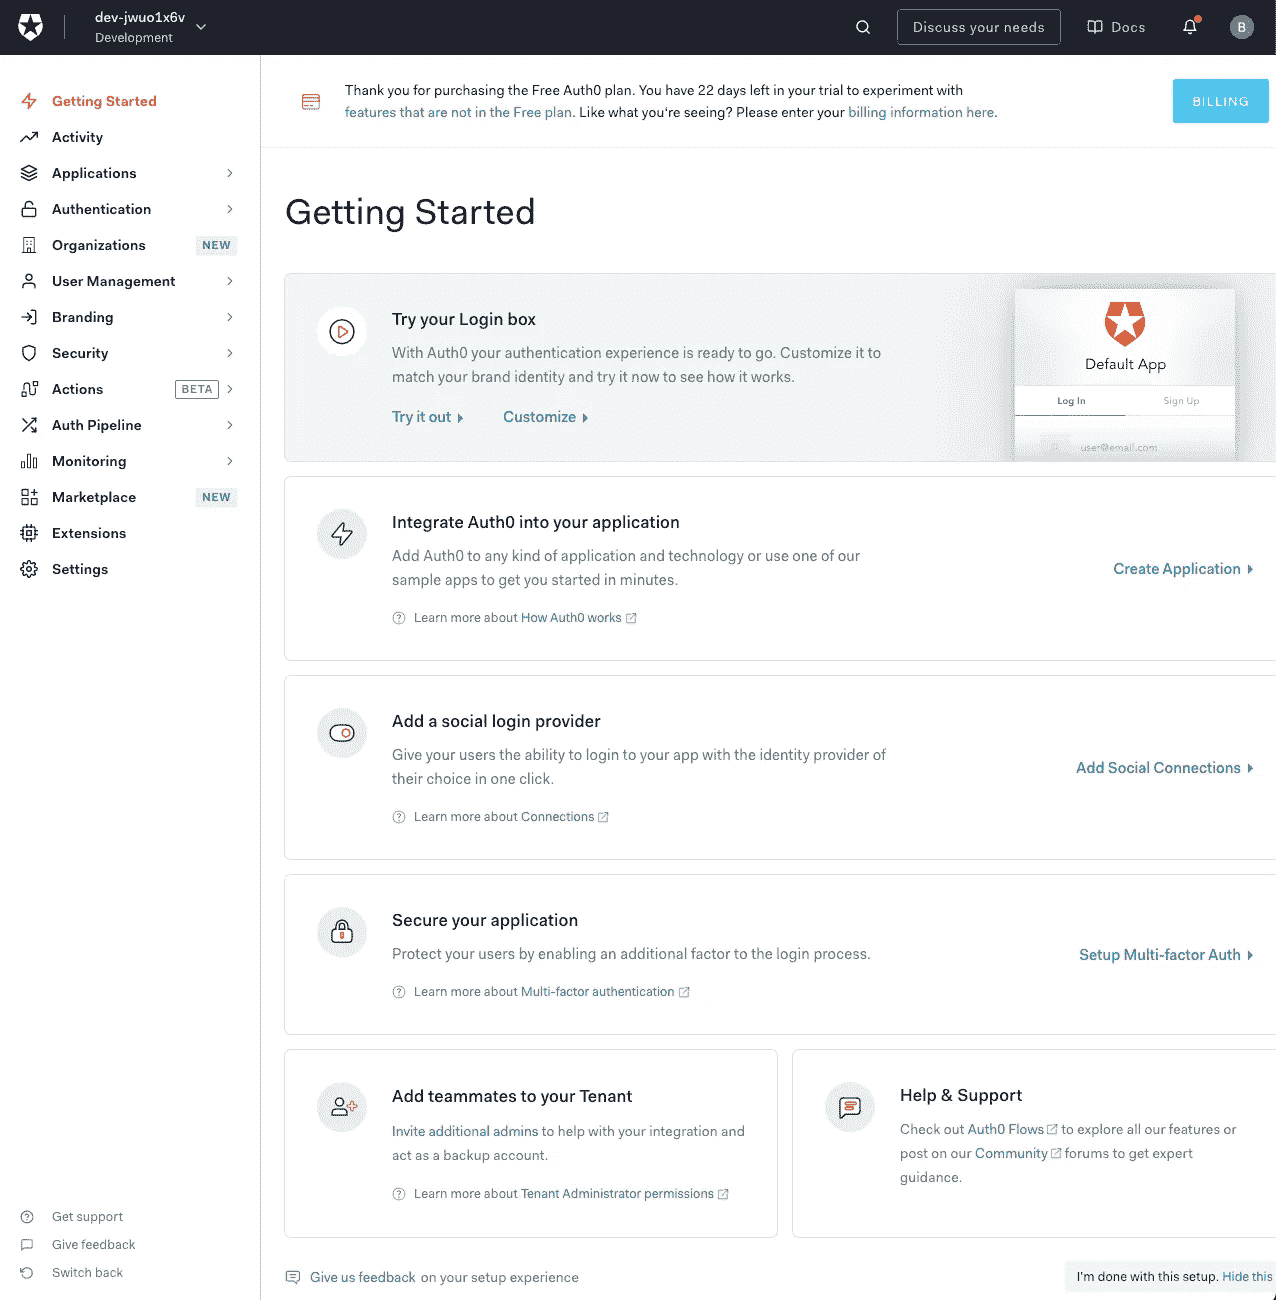 dev-jwuo1x6v
Development
Discuss your needs
Docs
B
Getting Started
Activity
Applications
Authentication
Organizations NEW
User Management
Branding
Security
Actions BETA
Auth Pipeline
Monitoring
Marketplace NEW
Extensions
Settings
Get support
Give feedback
Switch back
Thank you for purchasing the Free Auth0 plan. You have 22 days left in your trial to experiment with
features that are not in the Free plan. Like what you're seeing? Please enter your billing information here.
BILLING
Getting Started
Try your Login box
With Auth0 your authentication experience is ready to go. Customize it to
match your brand identity and try it now to see how it works.
Try it out
Customize
Default App
Log In
Sign Up
user@email.com
Integrate Auth0 into your application
Add Auth0 to any kind of application and technology or use one of our
sample apps to get you started in minutes.
Learn more about How Auth0 works
Create Application
Add a social login provider
Give your users the ability to login to your app with the identity provider of
their choice in one click.
Learn more about Connections
Add Social Connections
Secure your application
Protect your users by enabling an additional factor to the login process.
Learn more about Multi-factor authentication
Setup Multi-factor Auth
Add teammates to your Tenant
Invite additional admins to help with your integration and
act as a backup account.
Learn more about Tenant Administrator permissions
Help & Support
Check out Auth0 Flows to explore all our features or
post on our Community forums to get expert
guidance.
Give us feedback on your setup experience
I'm done with this setup. Hide this